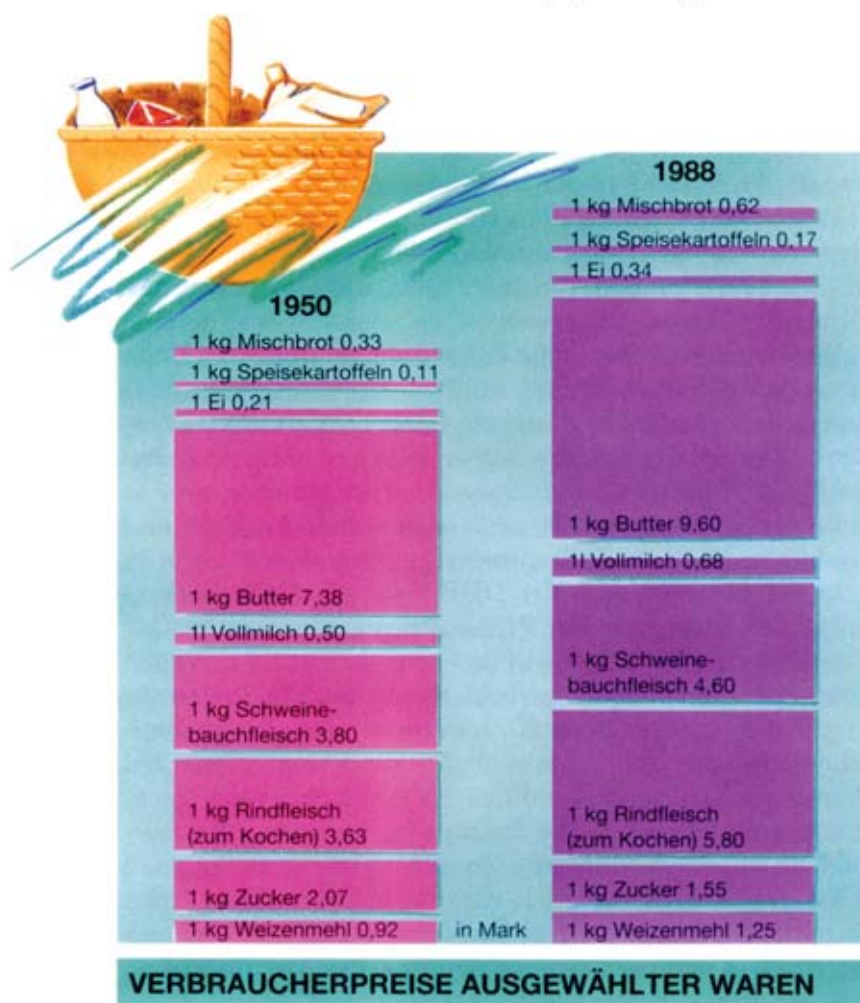 1950
1 kg Mischbrot 0,33
1 kg Speisekartoffeln 0,11
1 Ei 0,21
1 kg Butter 7,38
1l Vollmilch 0,50
1 kg Schweine-
bauchfleisch 3,80
1 kg Rindfleisch
(zum Kochen) 3,63
1 kg Zucker 2,07
1 kg Weizenmehl 0,92
in Mark
1988
1 kg Mischbrot 0,62
1 kg Speisekartoffeln 0,17
1 Ei 0,34
1 kg Butter 9,60
1l Vollmilch 0,68
1 kg Schweine-
bauchfleisch 4,60
1 kg Rindfleisch
(zum Kochen) 5,80
1 kg Zucker 1,55
1 kg Weizenmehl 1,25
VERBRAUCHERPREISE AUSGEWÄHLTER WAREN